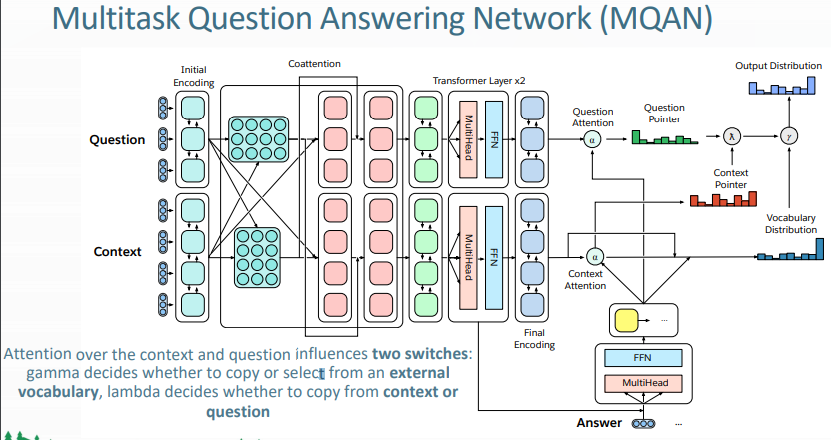 Multitask Question Answering Network (MQAN)
Initial
Encoding
Coattention
Transformer Layer x2
Output Distribution
Question
Attention
Question
Pointer
Question
MultiHead
FFN
α
λ
γ
Context
Pointer
Vocabulary
Distribution
Context
MultiHead
FFN
α
Context
Attention
Final
Encoding
...
FFN
MultiHead
Answer
...
Attention over the context and question influences two switches:
gamma decides whether to copy or select from an external
vocabulary, lambda decides whether to copy from context or
question